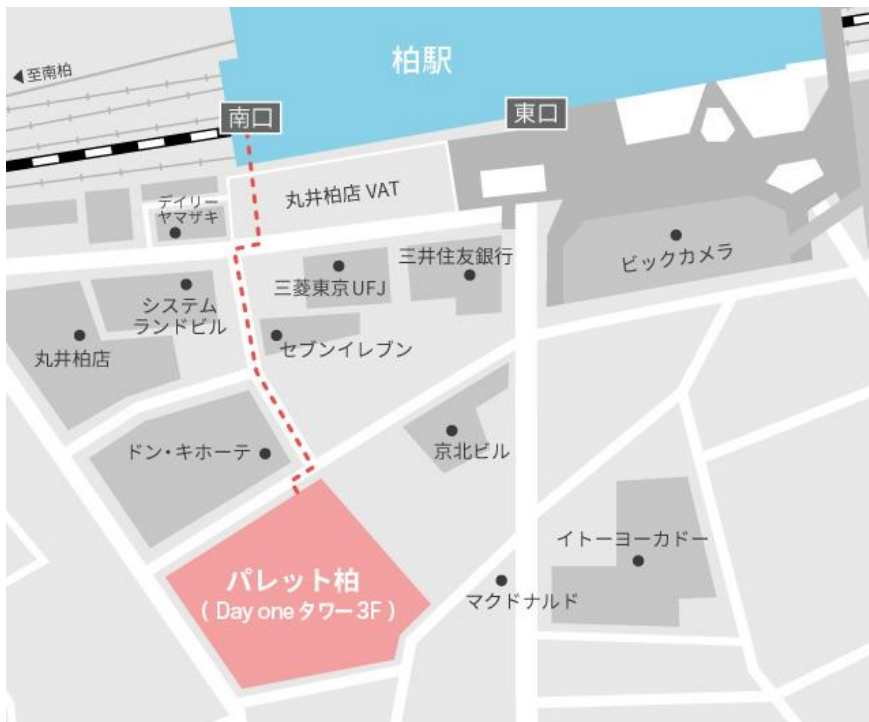 柏駅
◀至南柏
南口
東口
丸井柏店 VAT
デイリー
ヤマザキ
三井住友銀行
ビックカメラ
三菱東京UFJ
システム
ランドビル
丸井柏店
セブンイレブン
ドン・キホーテ
京北ビル
イトーヨーカドー
マクドナルド
パレット柏
( Day one タワー 3F )